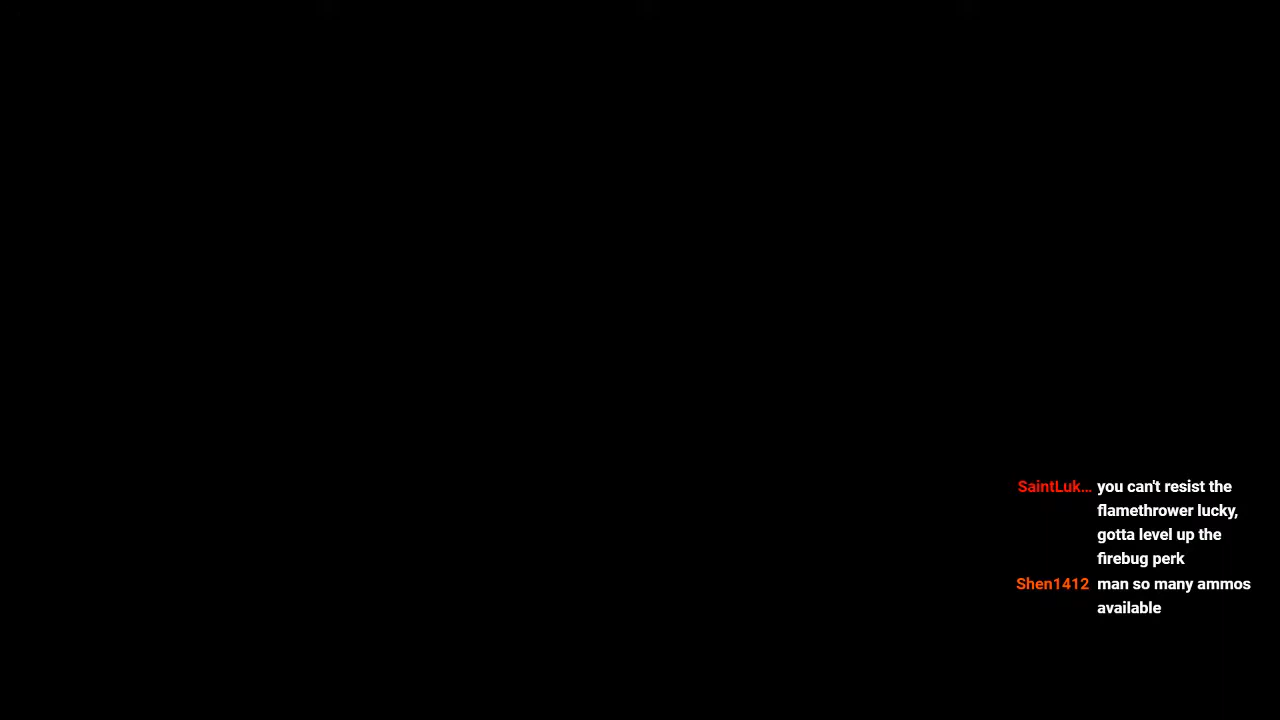 SaintLuk… you can't resist the
flamethrower lucky,
gotta level up the
firebug perk
Shen1412 man so many ammos
available